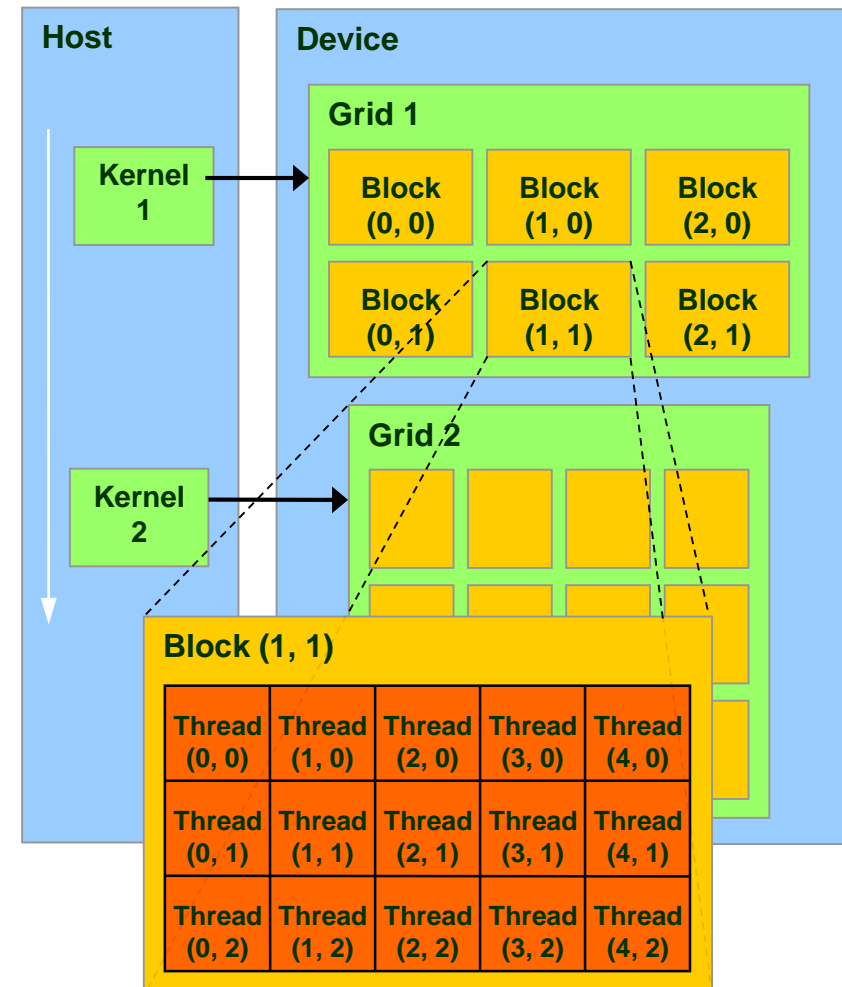 Host
Device
Grid 1
Kernel
1
Block
(0, 0)
Block
(1, 0)
Block
(2, 0)
Block
(0, 1)
Block
(1, 1)
Block
(2, 1)
Grid 2
Kernel
2
Block (1, 1)
Thread
(0, 0)
Thread
(1, 0)
Thread
(2, 0)
Thread
(3, 0)
Thread
(4, 0)
Thread
(0, 1)
Thread
(1, 1)
Thread
(2, 1)
Thread
(3, 1)
Thread
(4, 1)
Thread
(0, 2)
Thread
(1, 2)
Thread
(2, 2)
Thread
(3, 2)
Thread
(4, 2)